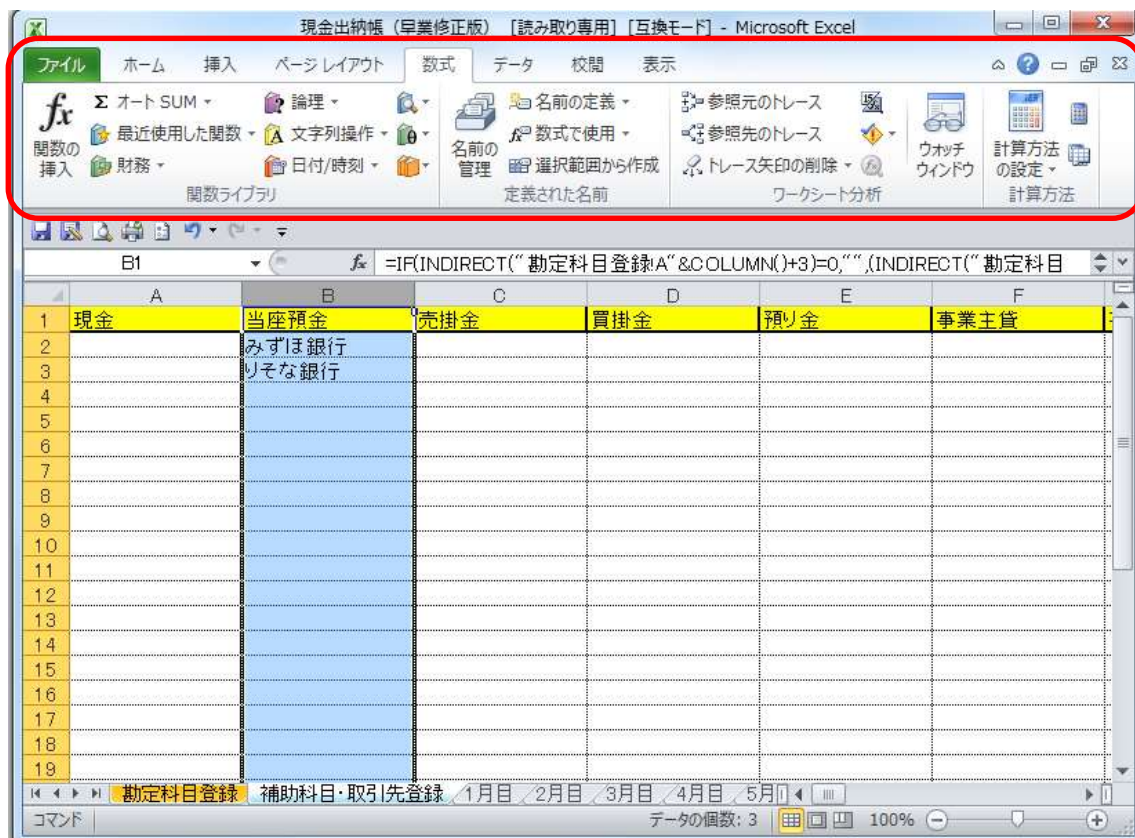 現金出納帳（早業修正版） [読み取り専用] [互換モード] - Microsoft Excel
ファイル ホーム 挿入 ページ レイアウト 数式 データ 校閲 表示
fx 関数の挿入
Σ オート SUM
最近使用した関数
財務
論理
文字列操作
日付/時刻
関数ライブラリ
名前の管理
名前の定義
数式で使用
選択範囲から作成
定義された名前
参照元のトレース
参照先のトレース
トレース矢印の削除
ワークシート分析
ウォッチ ウィンドウ
計算方法の設定
計算方法
B1 fx =IF(INDIRECT("勘定科目登録!A"&COLUMN()+3)=0,"",(INDIRECT("勘定科目
A B C D E F
1 現金 当座預金 売掛金 買掛金 預り金 事業主貸
2 みずほ銀行
3 りそな銀行
4
5
6
7
8
9
10
11
12
13
14
15
16
17
18
19
勘定科目登録 補助科目・取引先登録 1月目 2月目 3月目 4月目 5月
コマンド データの個数: 3 100%